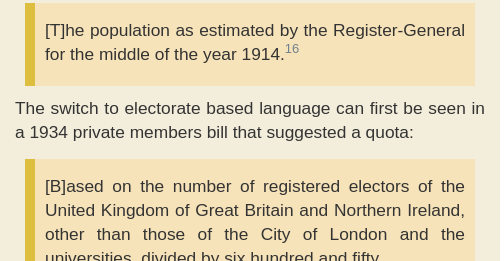 [T]he population as estimated by the Register-General
for the middle of the year 1914.16
The switch to electorate based language can first be seen in
a 1934 private members bill that suggested a quota:
[B]ased on the number of registered electors of the
United Kingdom of Great Britain and Northern Ireland,
other than those of the City of London and the
universities, divided by six hundred and fifty